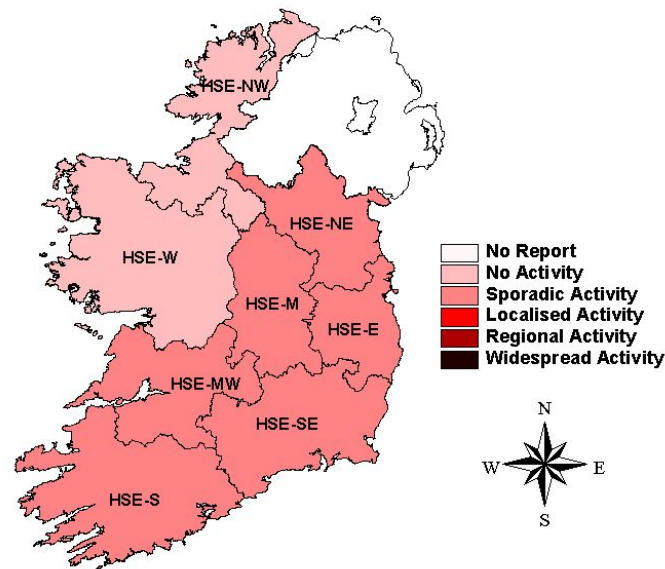 HSE-NW
HSE-NE
HSE-W
HSE-M
HSE-E
HSE-MW
HSE-SE
HSE-S
No Report
No Activity
Sporadic Activity
Localised Activity
Regional Activity
Widespread Activity
N
W E
S